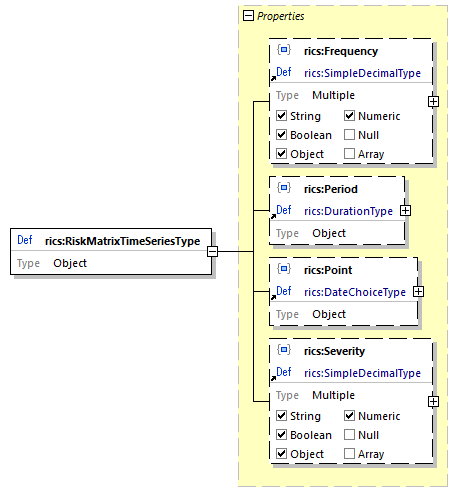 Properties
rics:Frequency
Def rics:SimpleDecimalType
Type Multiple
String Numeric
Boolean Null
Object Array
rics:Period
Def rics:DurationType
Type Object
Def rics:RiskMatrixTimeSeriesType
Type Object
rics:Point
Def rics:DateChoiceType
Type Object
rics:Severity
Def rics:SimpleDecimalType
Type Multiple
String Numeric
Boolean Null
Object Array